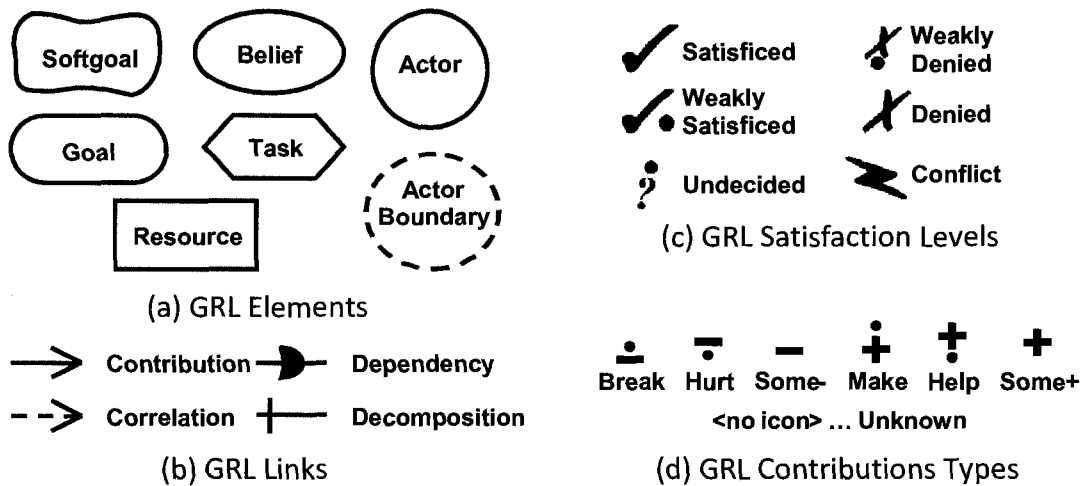 Softgoal
Belief
Actor
Goal
Task
Actor
Boundary
Resource
(a) GRL Elements
Contribution
Dependency
Correlation
Decomposition
(b) GRL Links
Satisficed
Weakly
Denied
Weakly
Satisficed
Denied
Undecided
Conflict
(c) GRL Satisfaction Levels
Break Hurt Some- Make Help Some+
<no icon> ... Unknown
(d) GRL Contributions Types